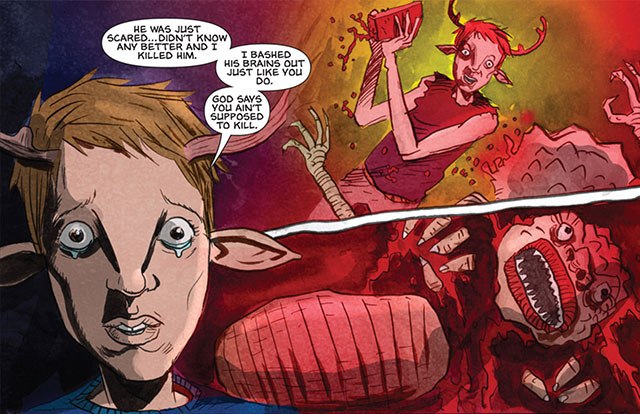 HE WAS JUST
SCARED...DIDN'T KNOW
ANY BETTER AND I
KILLED HIM.
I BASHED
HIS BRAINS OUT
JUST LIKE YOU
DO.
GOD SAYS
YOU AIN'T
SUPPOSED
TO KILL.